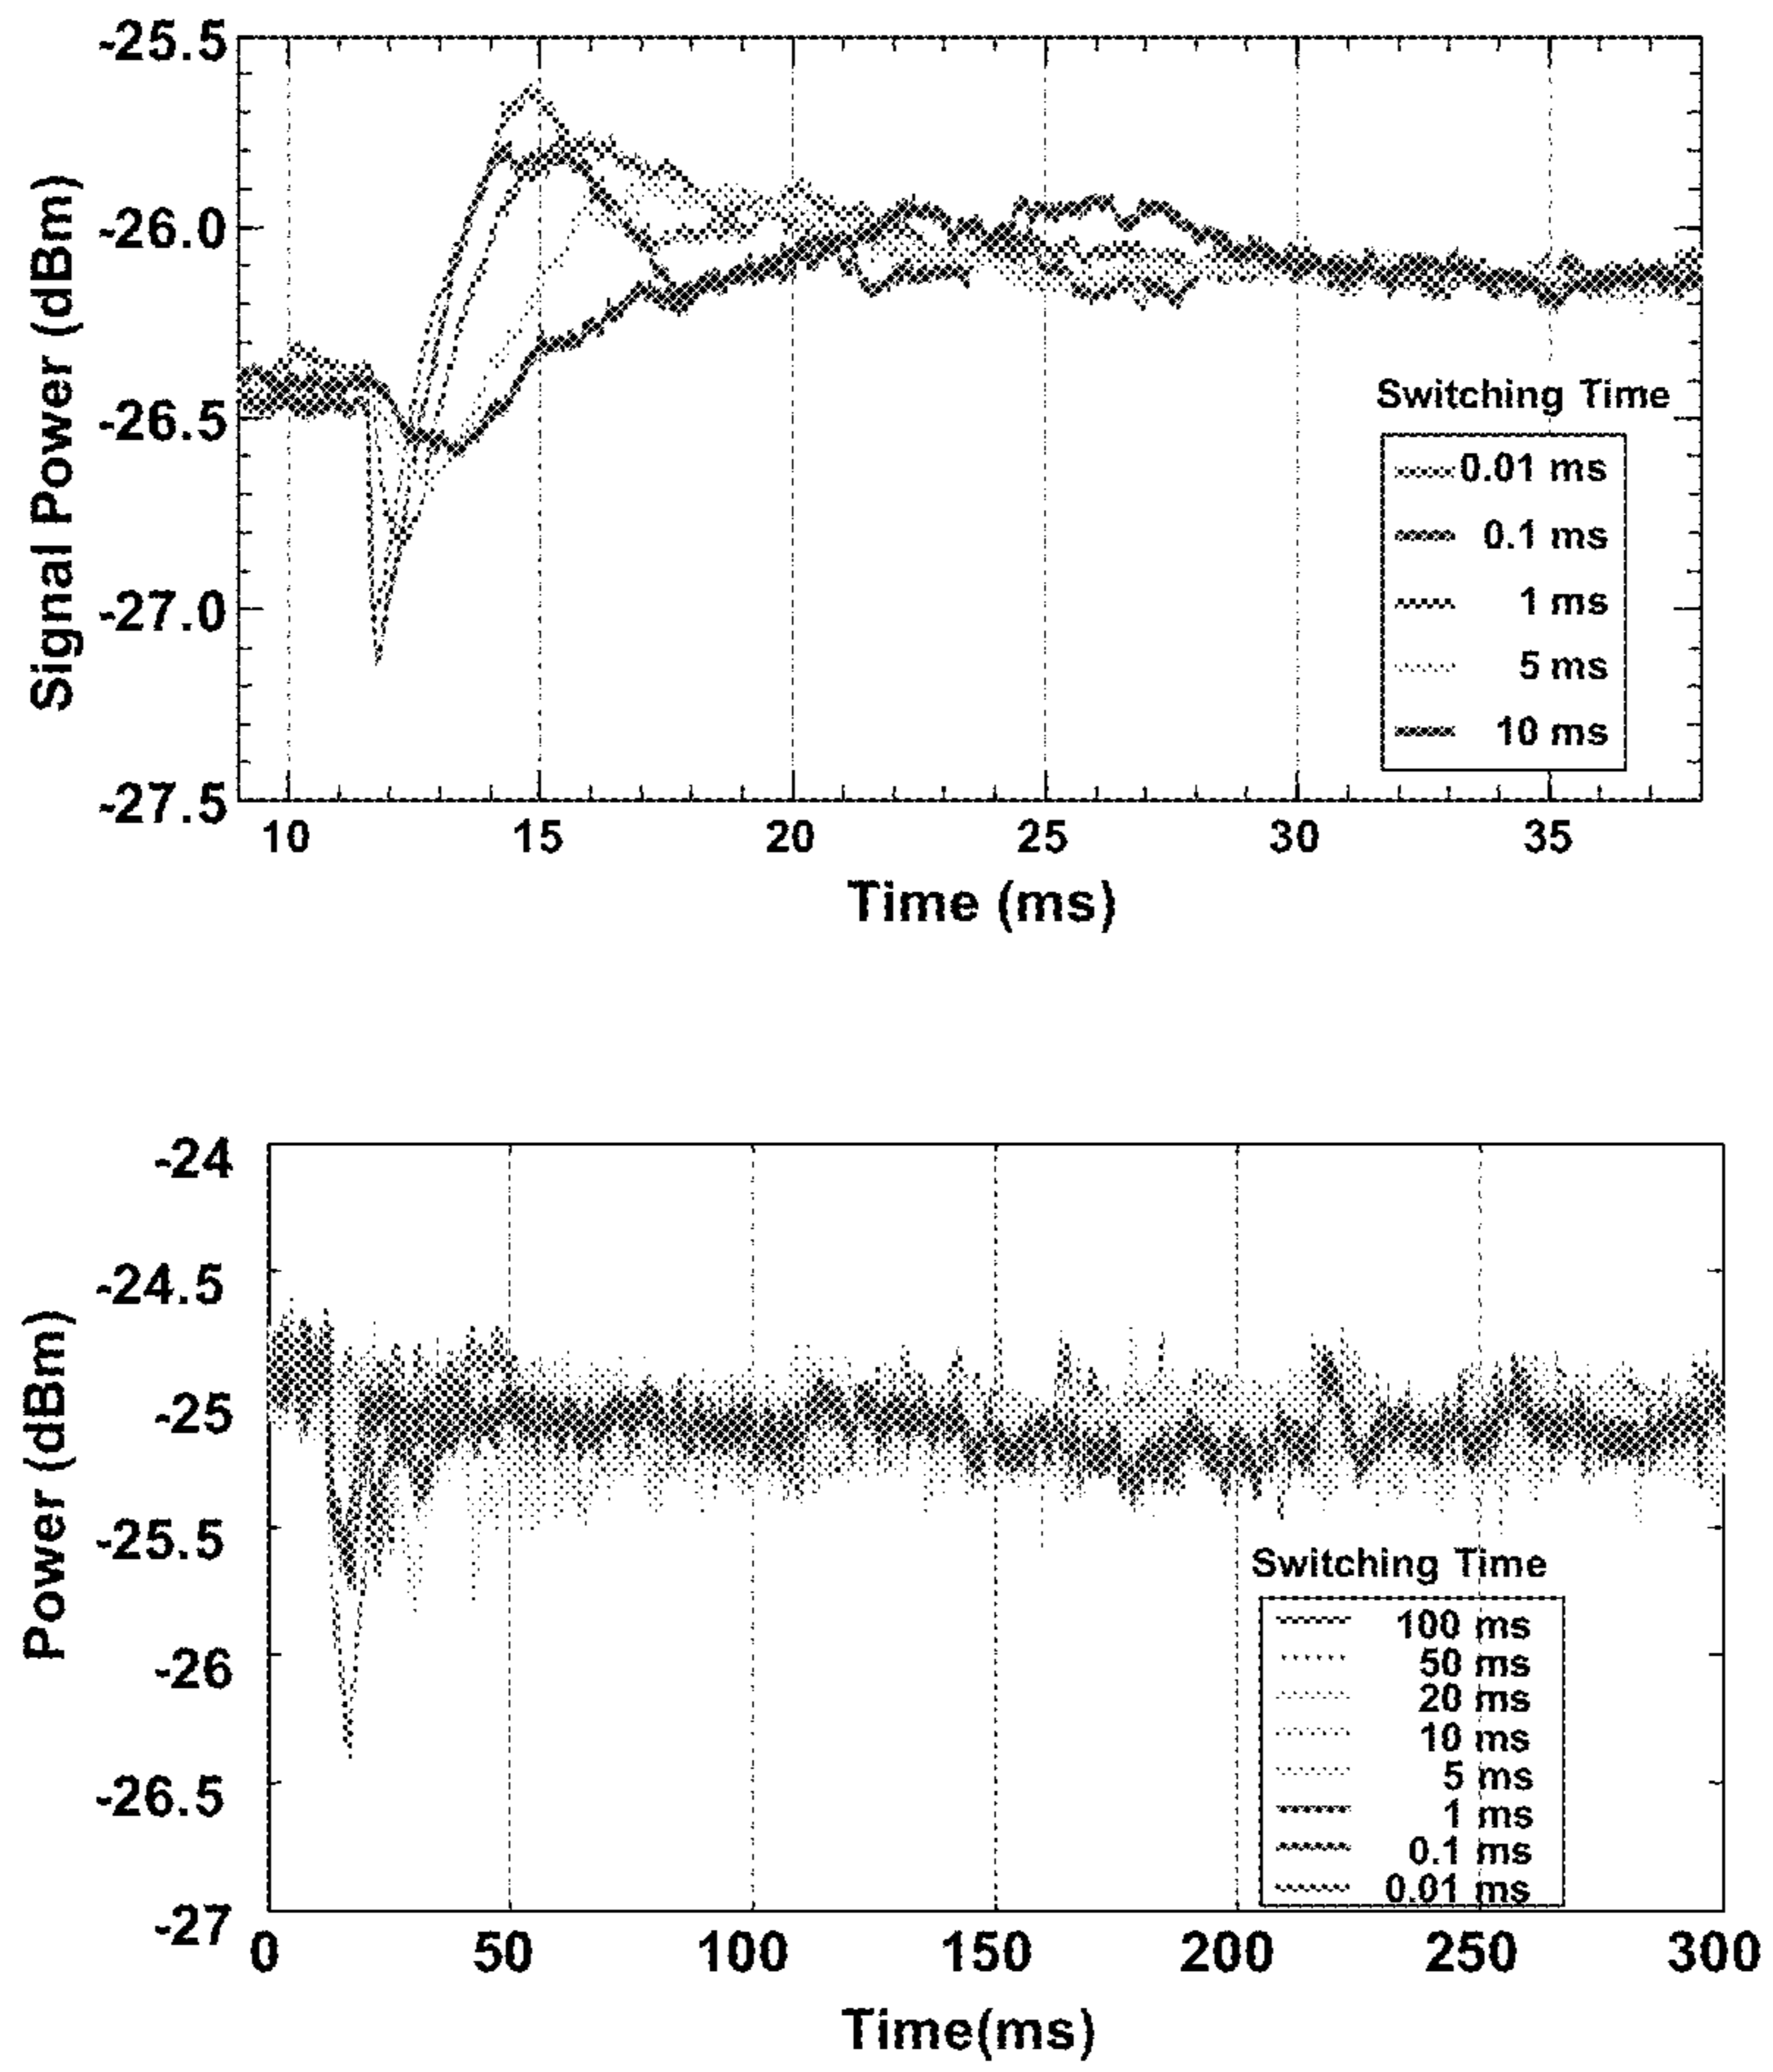 -25.5
-26.0
-26.5
-27.0
-27.5
Signal Power (dBm)
10 15 20 25 30 35
Time (ms)
Switching Time
0.01 ms
0.1 ms
1 ms
5 ms
10 ms
-24
-24.5
-25
-25.5
-26
-26.5
-27
Power (dBm)
0 50 100 150 200 250 300
Time(ms)
Switching Time
100 ms
50 ms
20 ms
10 ms
5 ms
1 ms
0.1 ms
0.01 ms